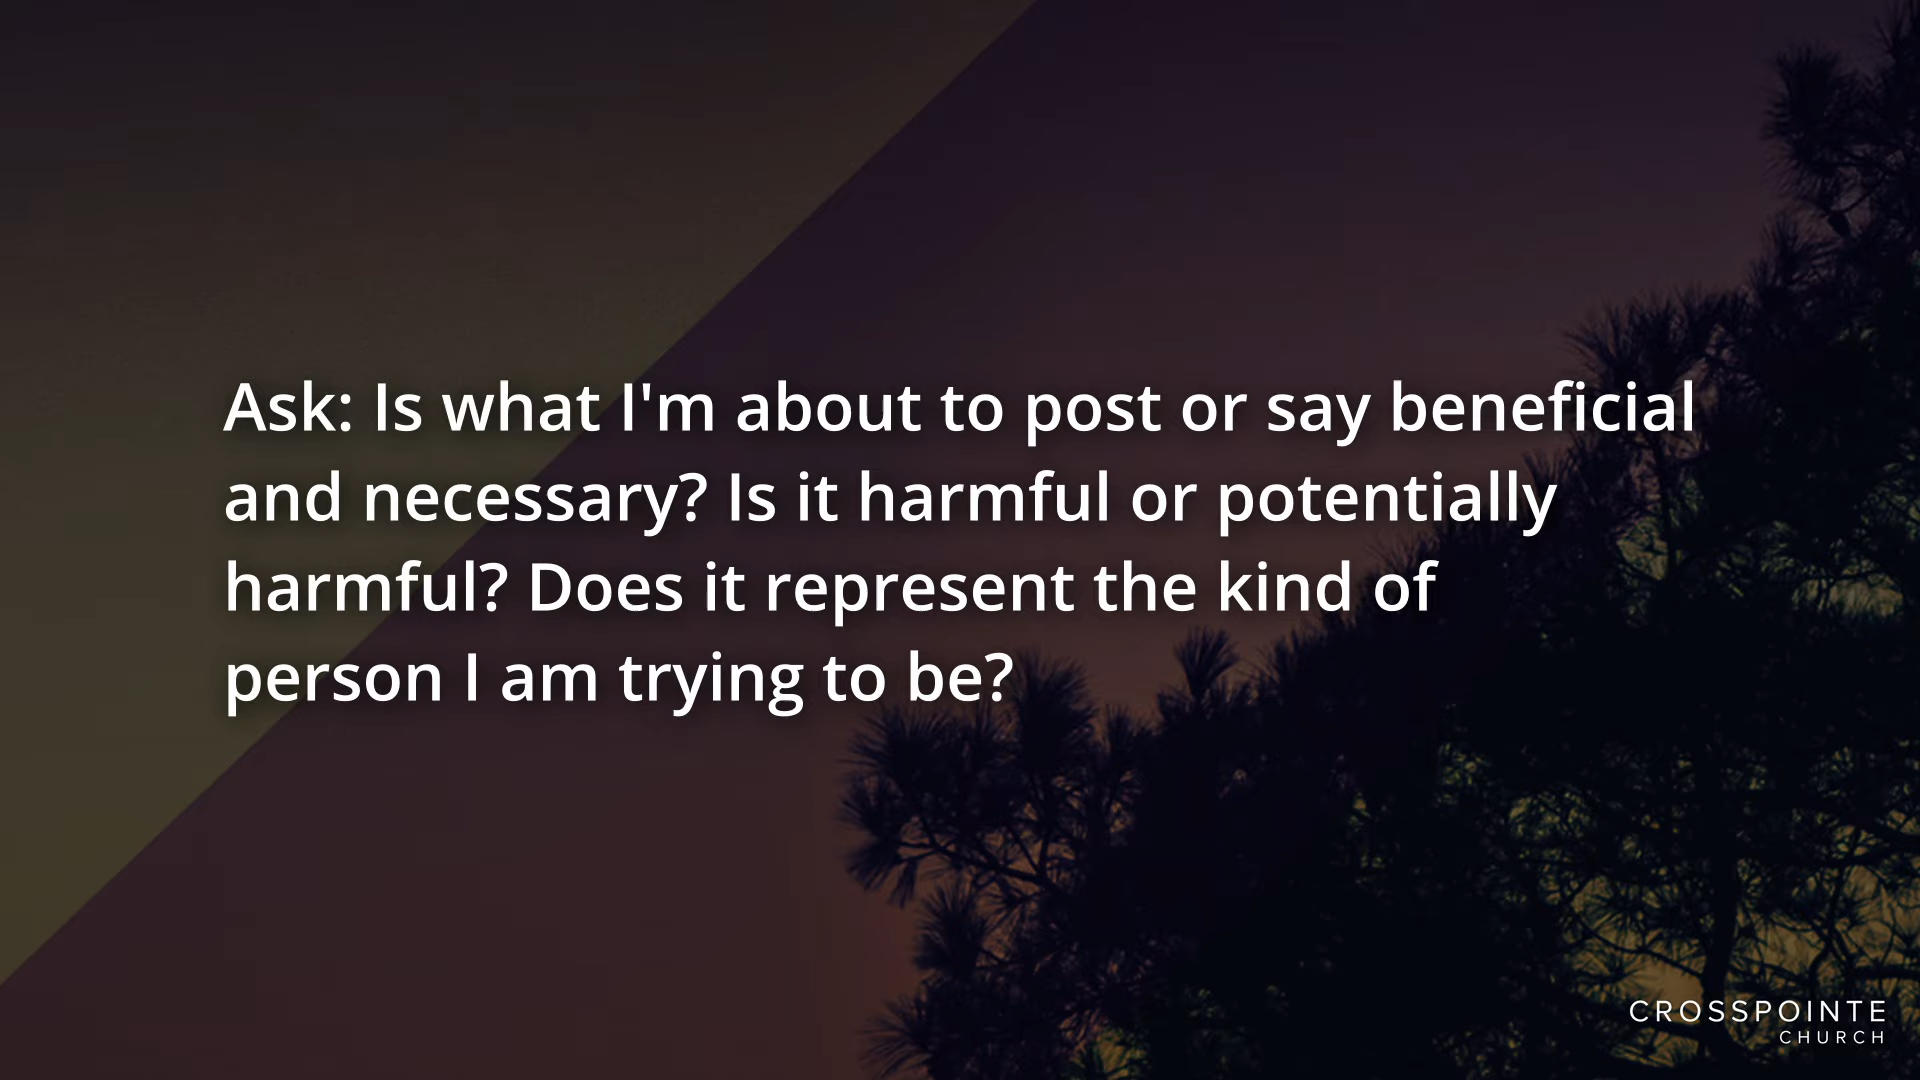 Ask: Is what I'm about to post or say beneficial
and necessary? Is it harmful or potentially
harmful? Does it represent the kind of
person I am trying to be?
CROSSPOINTE
CHURCH